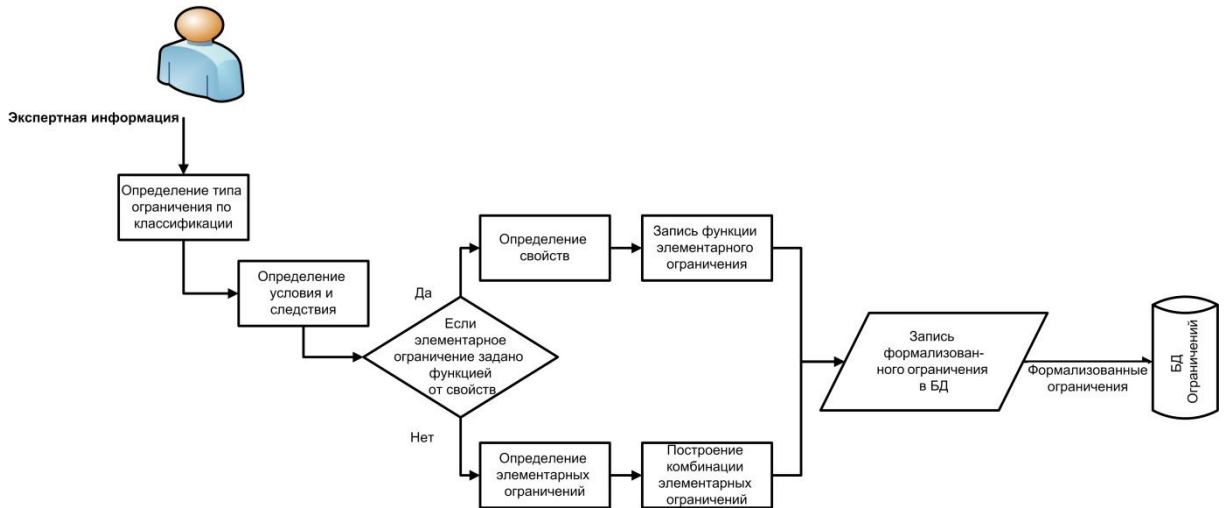 Экспертная информация
Определение типа
ограничения по
классификации
Определение
условия и
следствия
Если
элементарное
ограничение задано
функцией
от свойств
Да
Определение
свойств
Запись функции
элементарного
ограничения
Нет
Определение
элементарных
ограничений
Построение
комбинации
элементарных
ограничений
Запись
формализован-
ного ограничения
в БД
Формализованные
ограничения
БД
Ограничений